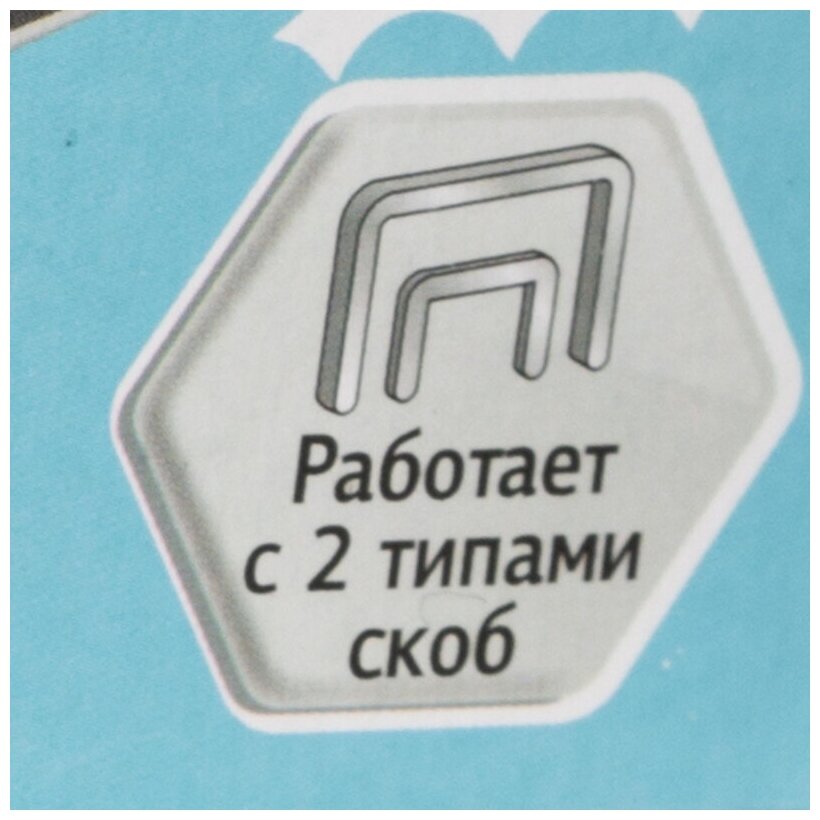 Работает
с 2 типами
скоб